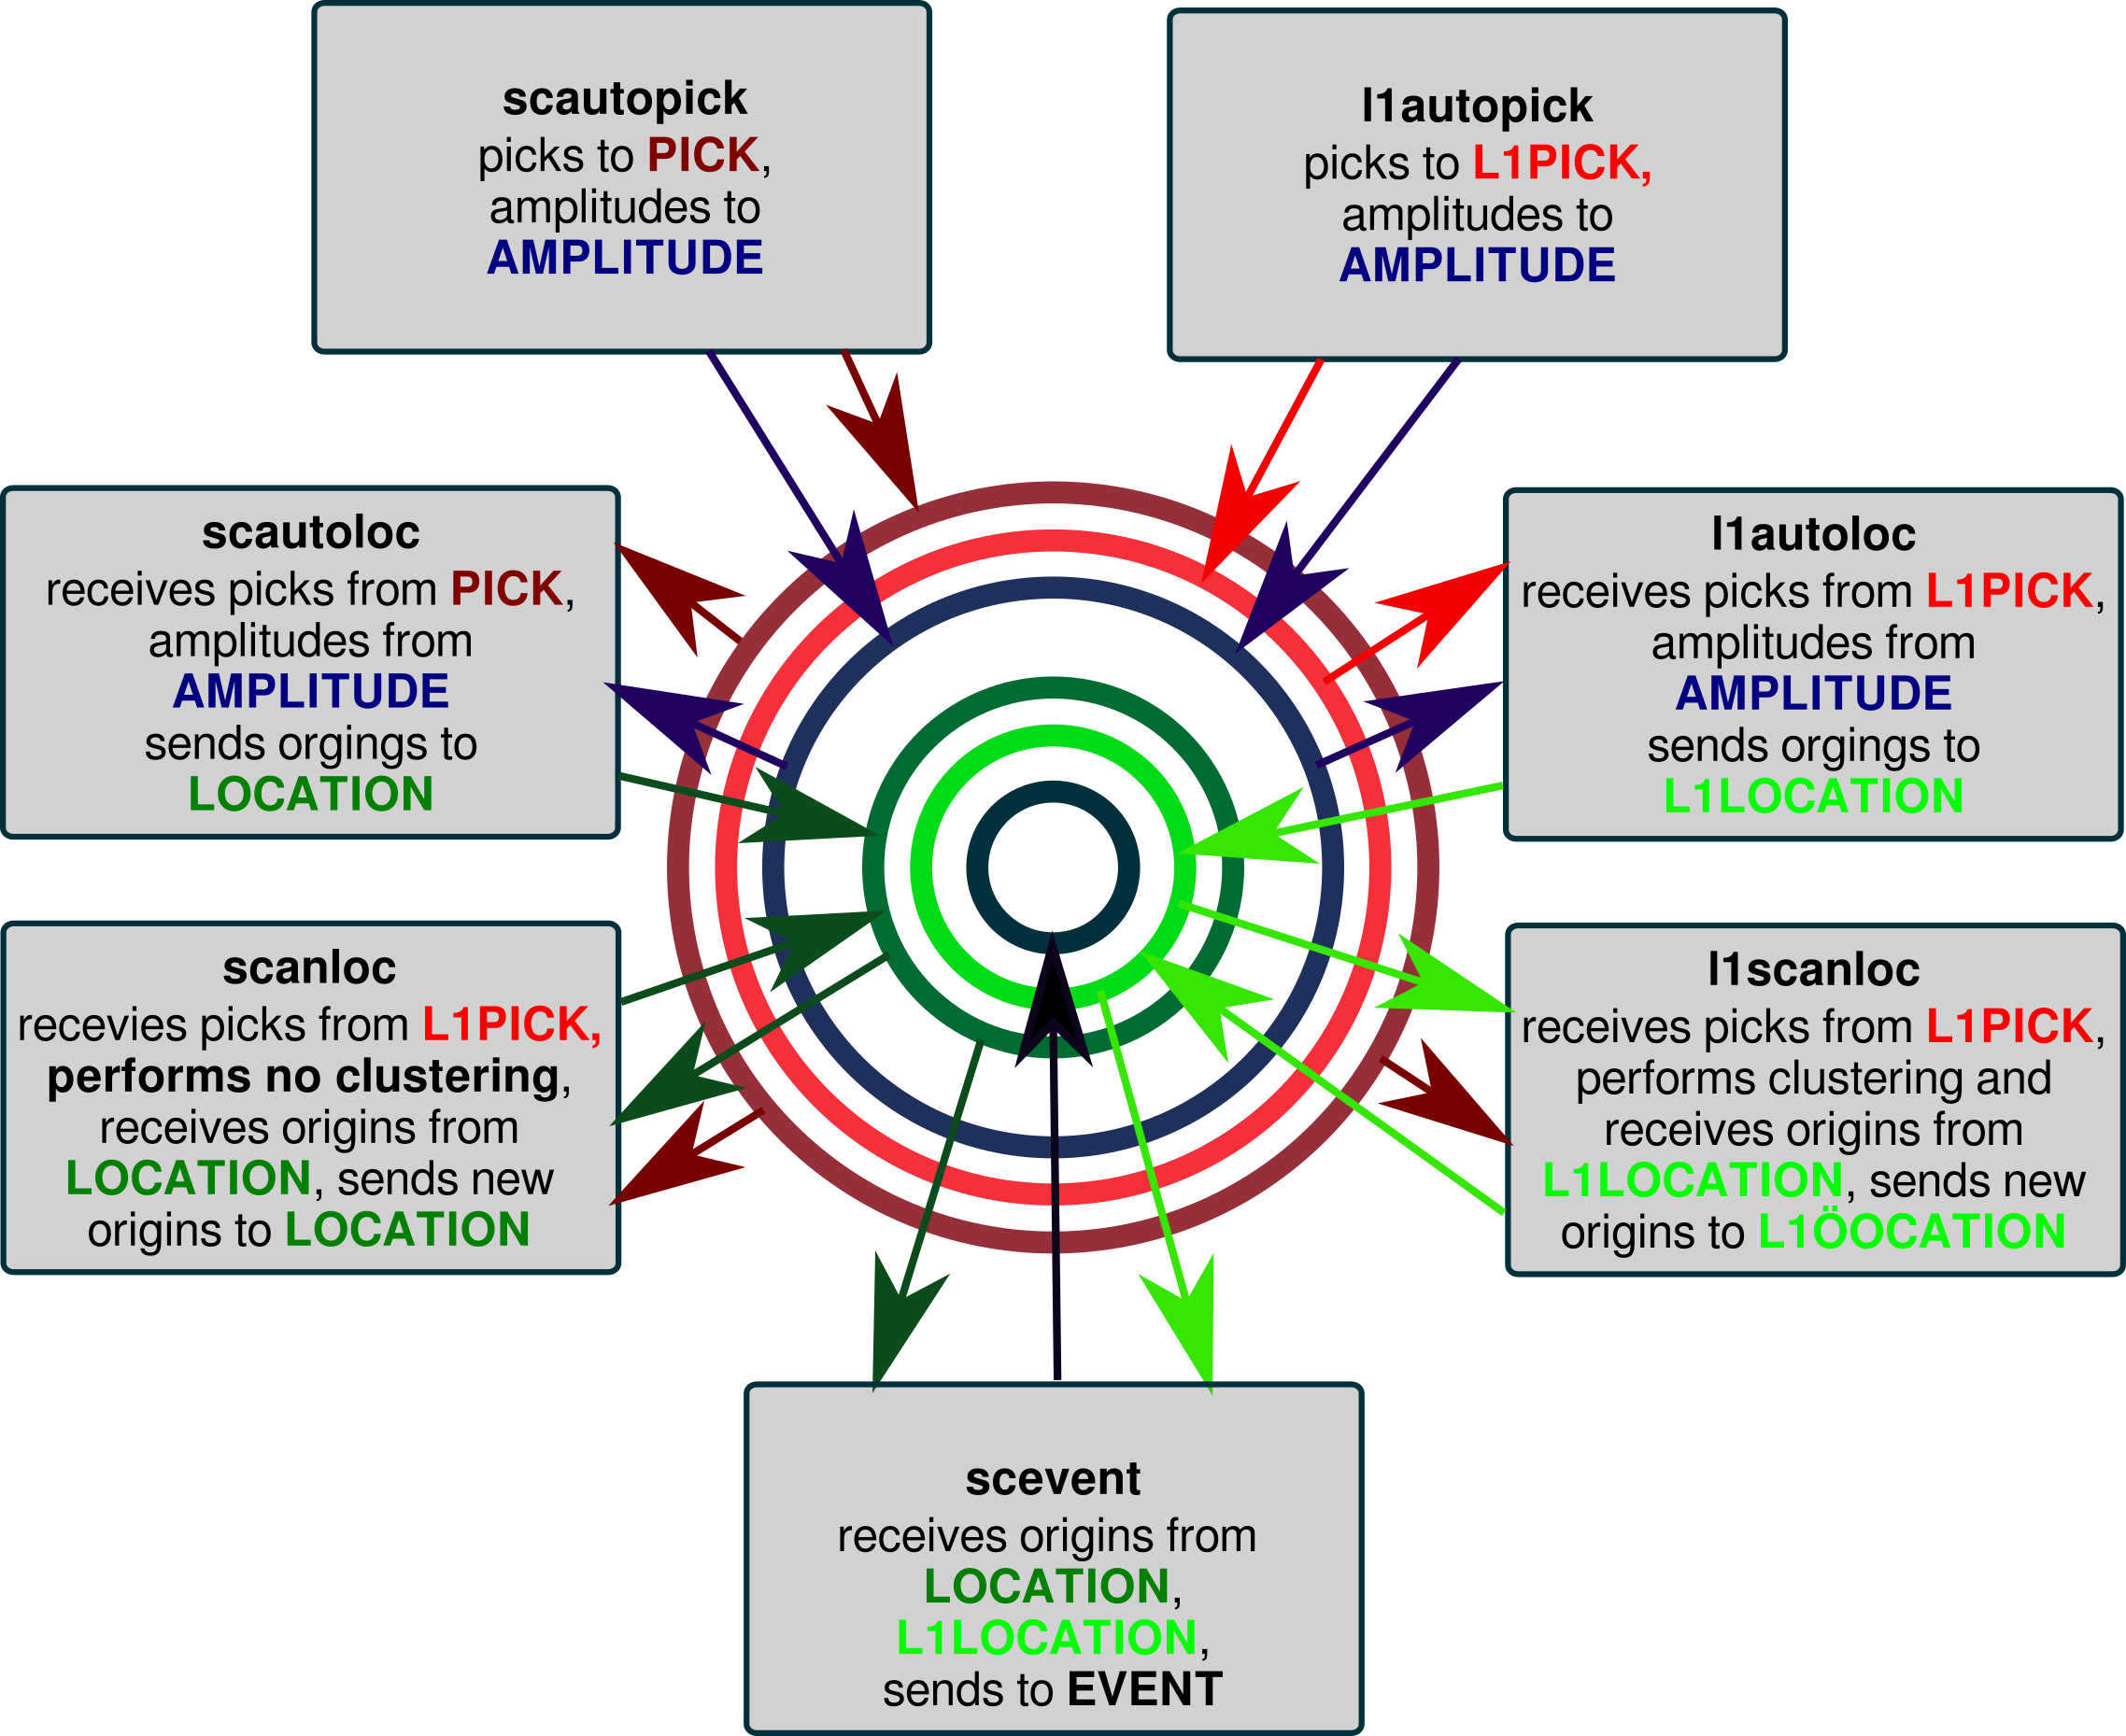 scautopick
picks to PICK,
amplitudes to
AMPLITUDE
l1autopick
picks to L1PICK,
amplitudes to
AMPLITUDE
scautoloc
receives picks from PICK,
amplitudes from
AMPLITUDE
sends orgings to
LOCATION
l1autoloc
receives picks from L1PICK,
amplitudes from
AMPLITUDE
sends orgings to
L1LOCATION
scanloc
recevies picks from L1PICK,
performs no clustering,
receives origins from
LOCATION, sends new
origins to LOCATION
l1scanloc
receives picks from L1PICK,
performs clustering and
receives origins from
L1LOCATION, sends new
origins to L1ÖOCATION
scevent
receives origins from
LOCATION,
L1LOCATION,
sends to EVENT